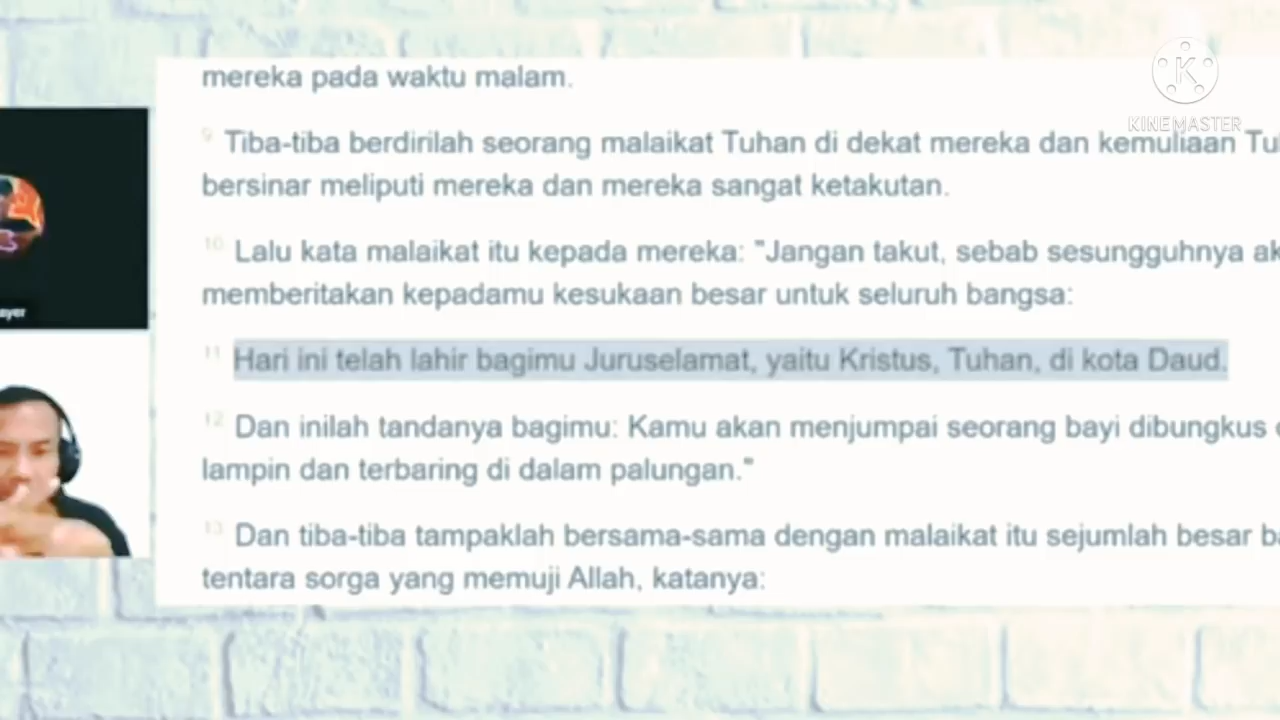 mereka pada waktu malam.
9 Tiba-tiba berdirilah seorang malaikat Tuhan di dekat mereka dan kemuliaan
bersinar meliputi mereka dan mereka sangat ketakutan.
10 Lalu kata malaikat itu kepada mereka: "Jangan takut, sebab sesungguhnya
memberitakan kepadamu kesukaan besar untuk seluruh bangsa:
11 Hari ini telah lahir bagimu Juruselamat, yaitu Kristus, Tuhan, di kota Daud.
12 Dan inilah tandanya bagimu: Kamu akan menjumpai seorang bayi dibungkus
lampin dan terbaring di dalam palungan."
13 Dan tiba-tiba tampaklah bersama-sama dengan malaikat itu sejumlah besar
tentara sorga yang memuji Allah, katanya:
KINEMASTER